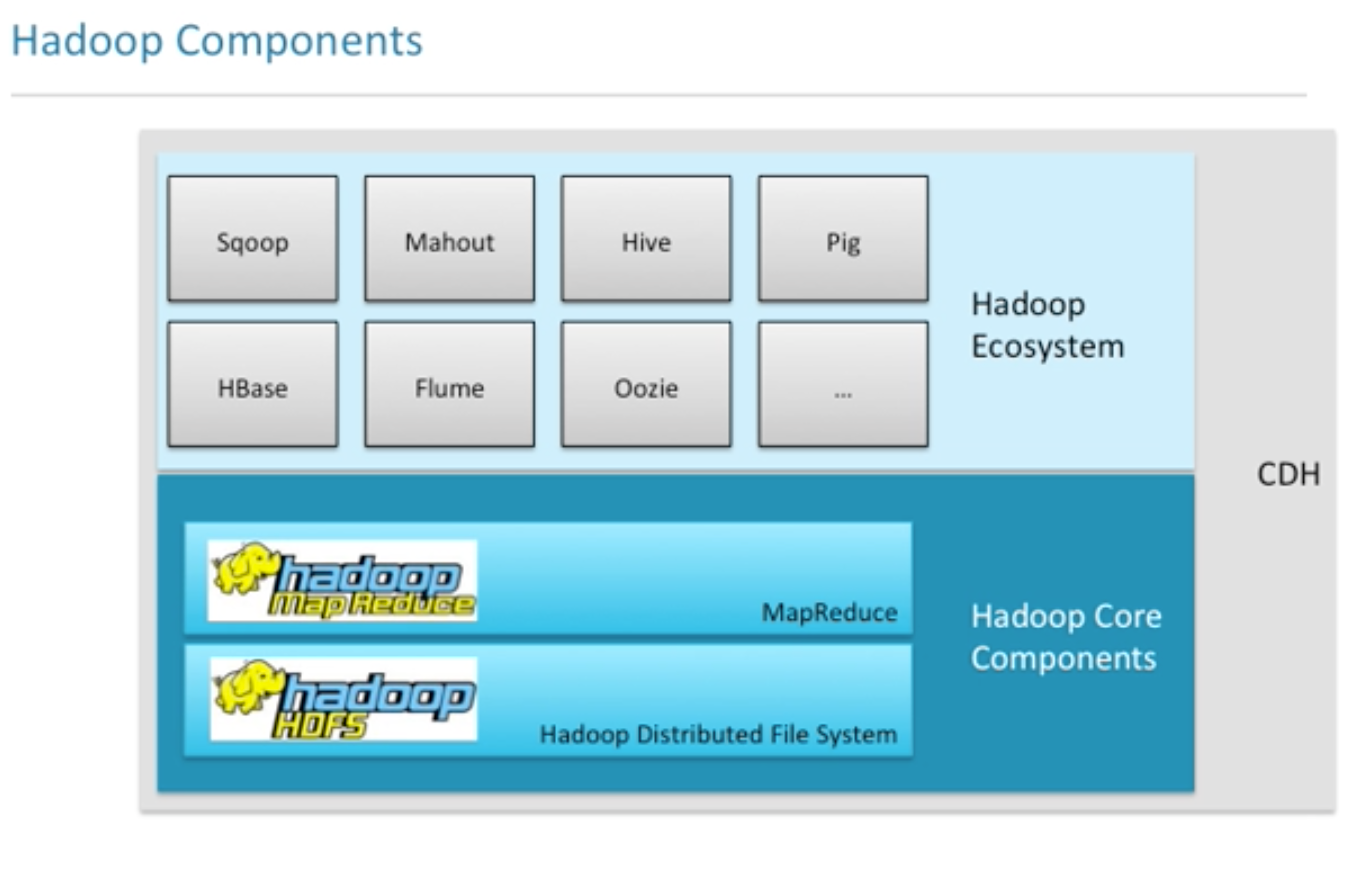 Hadoop Components
Sqoop
Mahout
Hive
Pig
HBase
Flume
Oozie
...
Hadoop
Ecosystem
CDH
hadoop
Map Reduce
MapReduce
hadoop
HDFS
Hadoop Distributed File System
Hadoop Core
Components